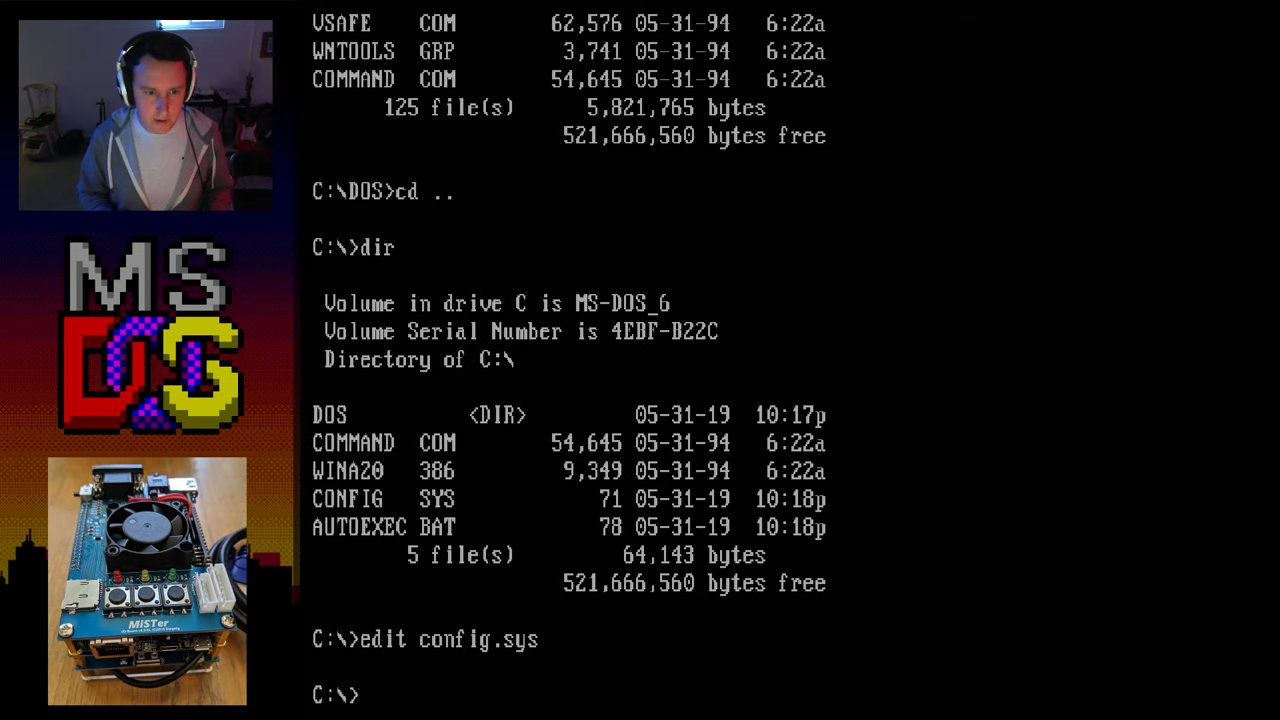 VSAFE    COM        62,576 05-31-94   6:22a
WNTOOLS  GRP         3,741 05-31-94   6:22a
COMMAND  COM        54,645 05-31-94   6:22a
125 file(s)      5,821,765 bytes
521,666,560 bytes free
C:\DOS>cd ..
C:\>dir
Volume in drive C is MS-DOS_6
Volume Serial Number is 4EBF-B22C
Directory of C:\
DOS          <DIR>         05-31-19  10:17p
COMMAND  COM        54,645 05-31-94   6:22a
WINA20   386         9,349 05-31-94   6:22a
CONFIG   SYS            71 05-31-19  10:18p
AUTOEXEC BAT            78 05-31-19  10:18p
5 file(s)         64,143 bytes
521,666,560 bytes free
C:\>edit config.sys
C:\>
MS
DOS
MiSTer